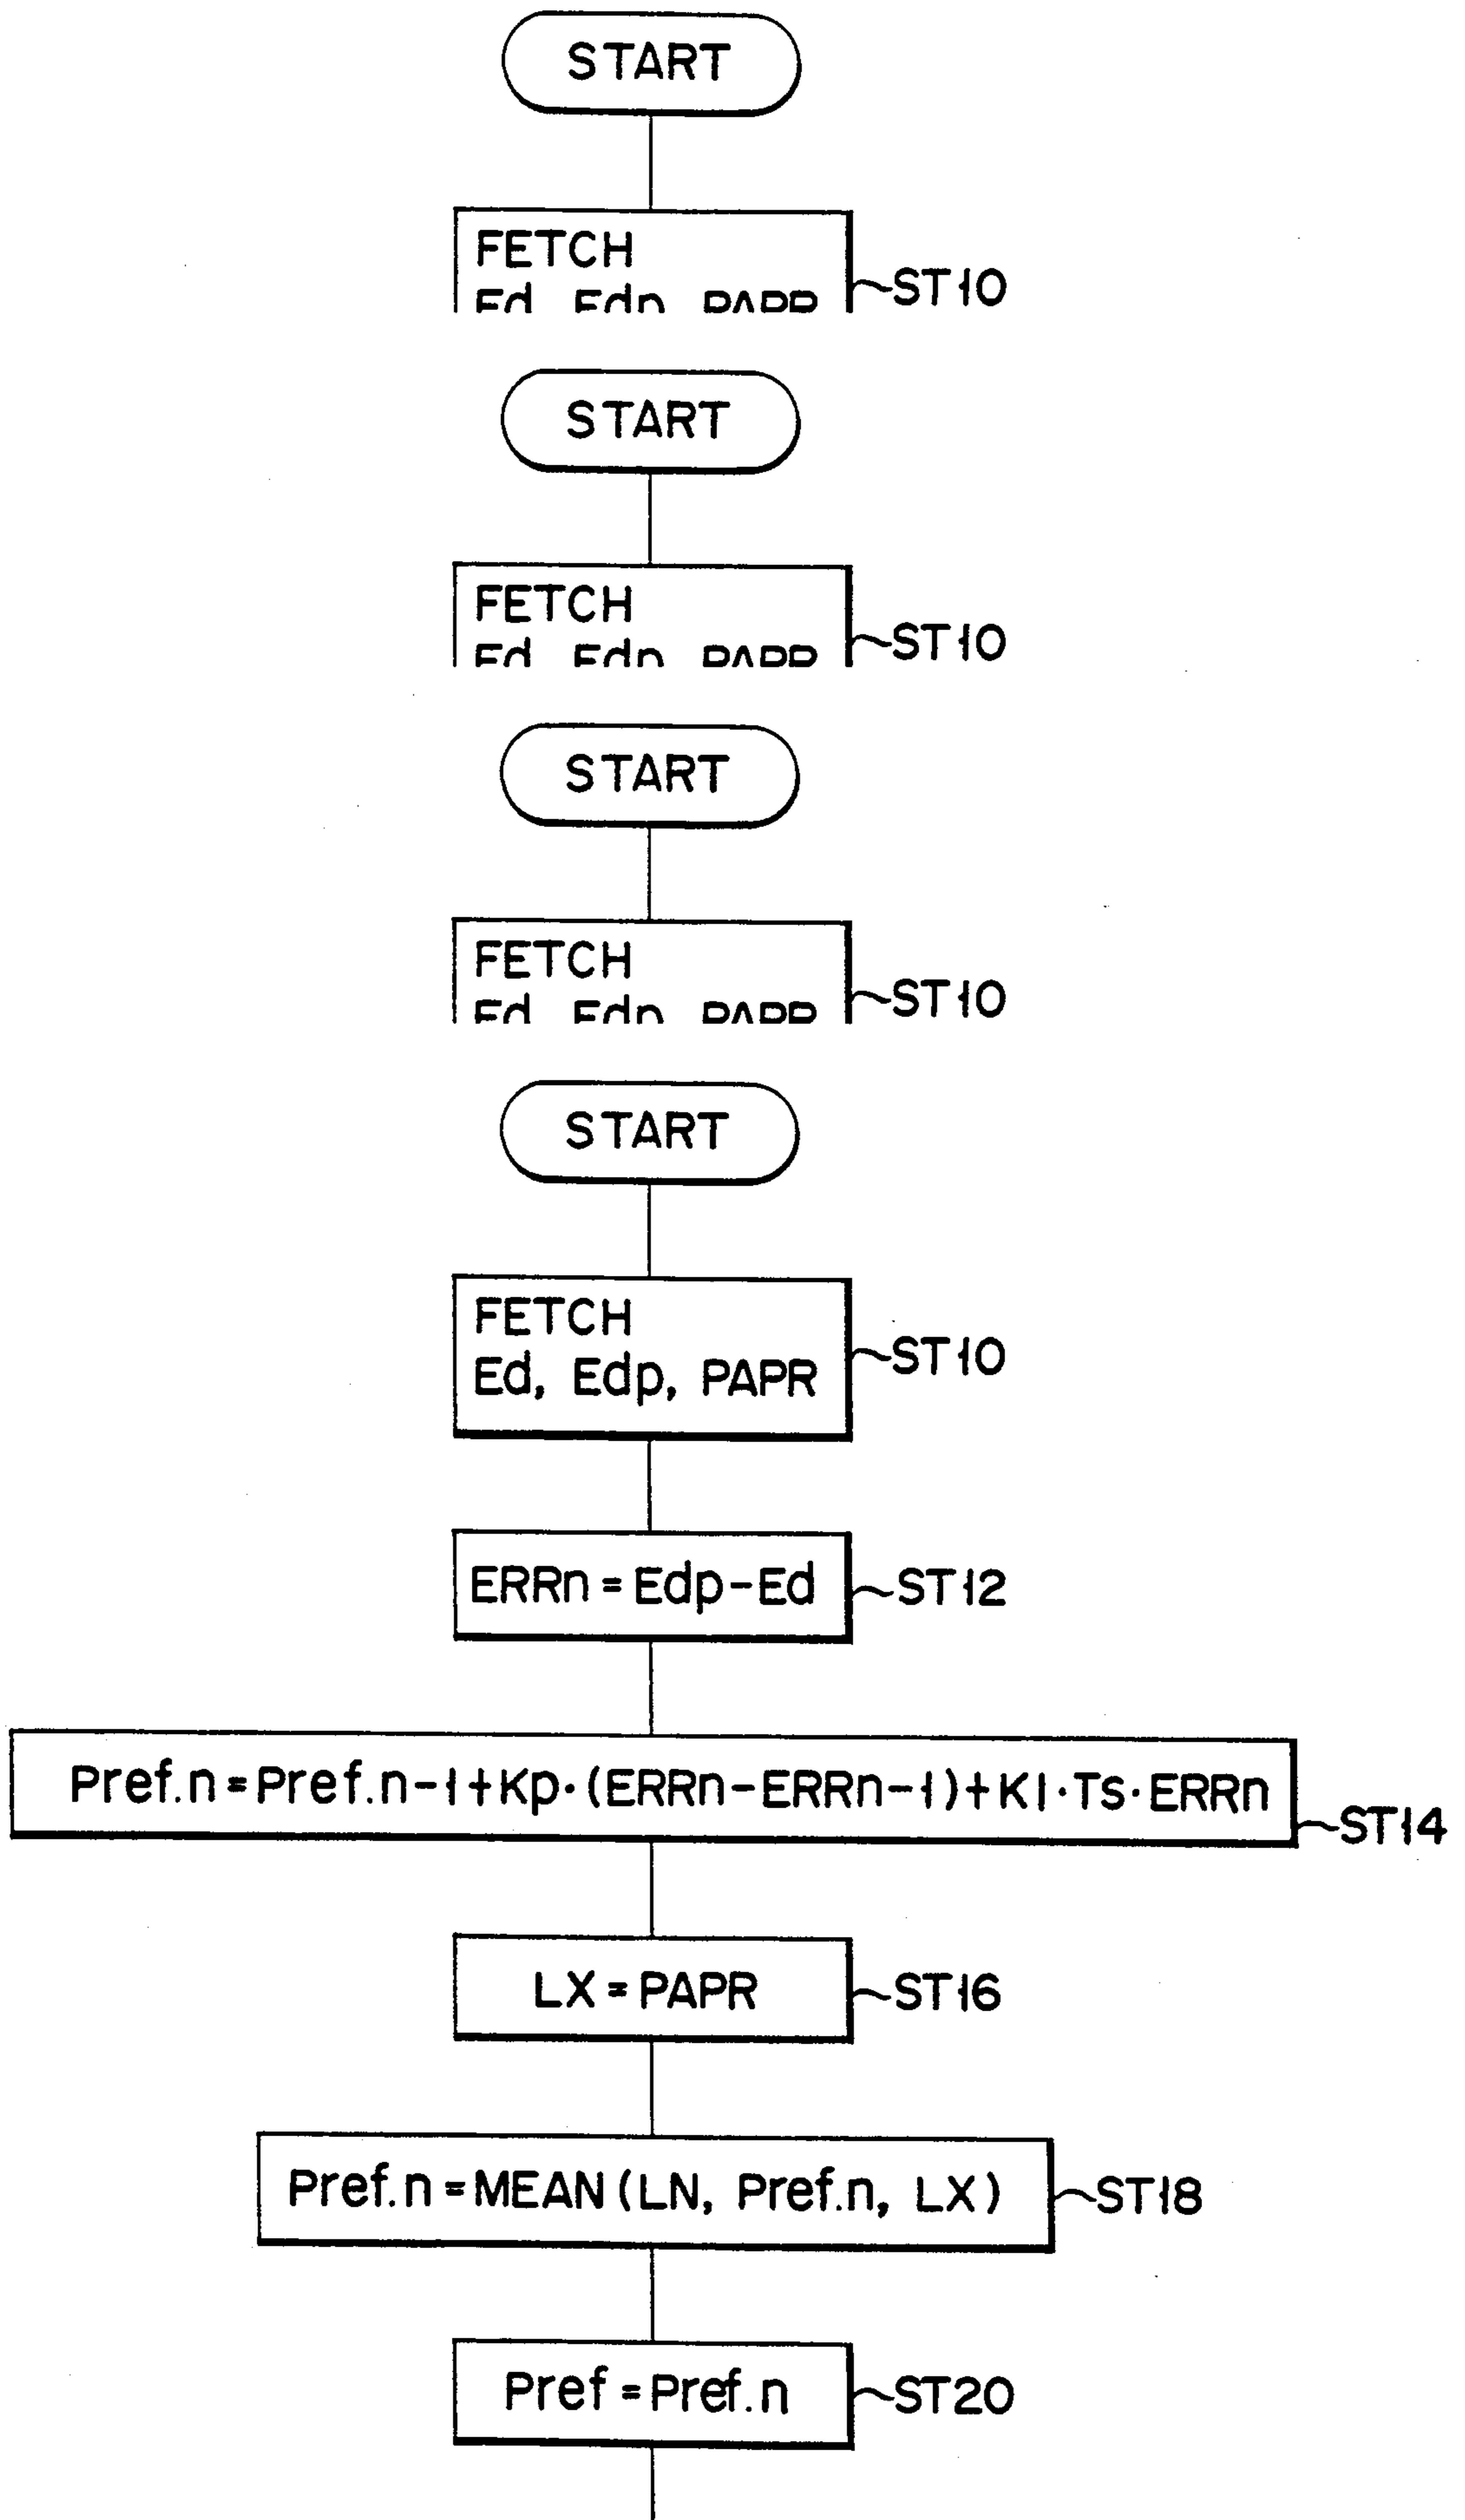 START
FETCH
ST10
START
FETCH
ST10
START
FETCH
ST10
START
FETCH
Ed, Edp, PAPR
ST10
ERRn=Edp-Ed
ST12
Pref.n=Pref.n-1+Kp·(ERRn-ERRn-1)+KI·Ts·ERRn
ST14
LX=PAPR
ST16
Pref.n=MEAN(LN, Pref.n, LX)
ST18
Pref=Pref.n
ST20